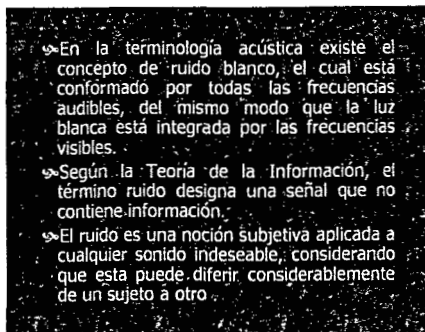 En la terminología acústica existe el
concepto de ruido blanco, el cual está
conformado por todas las frecuencias
audibles, del mismo modo que la luz
blanca está integrada por las frecuencias
visibles.
Según la Teoría de la Información, el
término ruido designa una señal que no
contiene información.
El ruido es una noción subjetiva aplicada a
cualquier sonido indeseable, considerando
que esta puede diferir considerablemente
de un sujeto a otro.